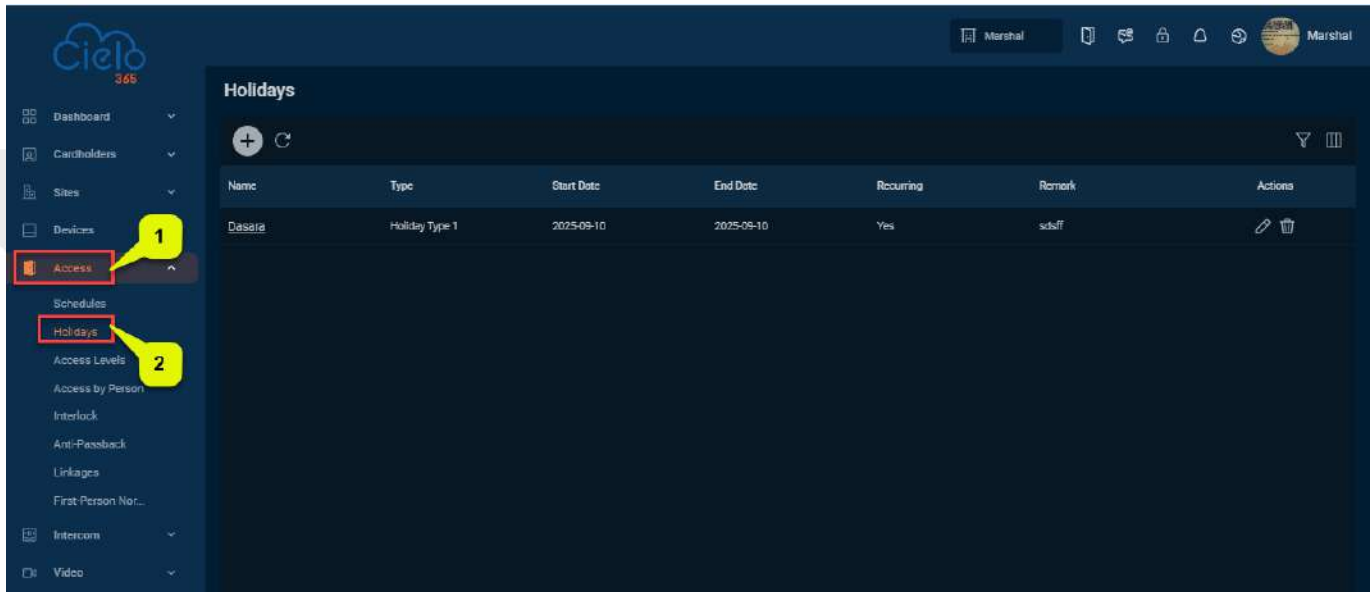 Cielo
365
Marshal
Marshal
Holidays
Dashboard
Cardholders
Sites
Devices
1
Access
Schedules
Holidays
2
Access Levels
Access by Person
Interlock
Anti-Passback
Linkages
First-Person Nor...
Intercom
Video
Name Type Start Date End Date Recurring Remark Actions
Dasara Holiday Type 1 2025-09-10 2025-09-10 Yes sdsff